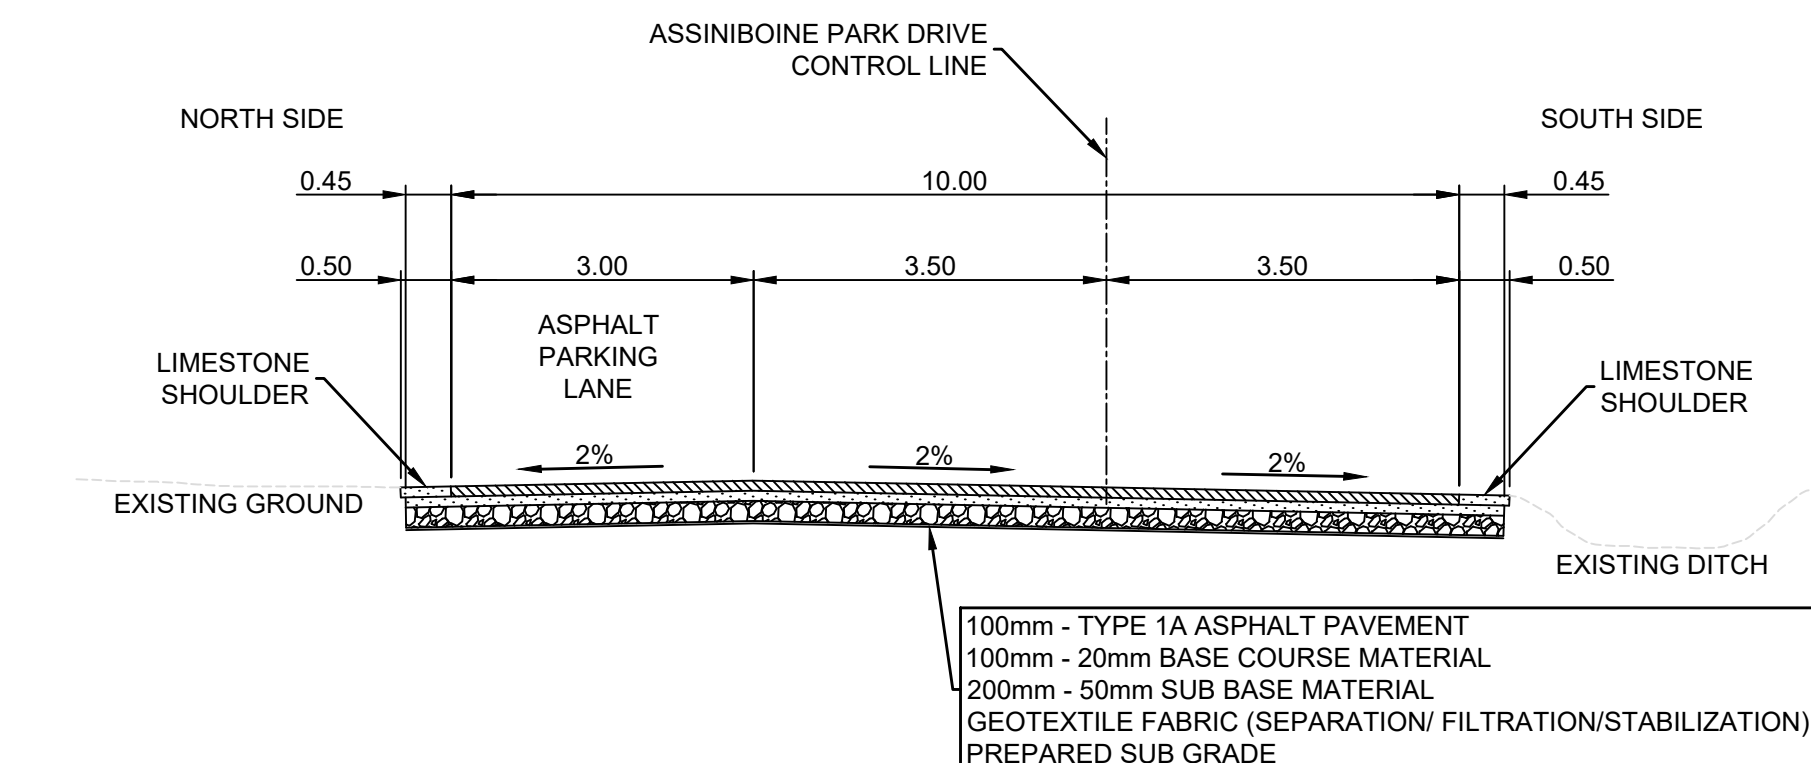 ASSINIBOINE PARK DRIVE
CONTROL LINE
NORTH SIDE
SOUTH SIDE
0.45
10.00
0.45
0.50
3.00
3.50
3.50
0.50
ASPHALT
PARKING
LANE
LIMESTONE
SHOULDER
LIMESTONE
SHOULDER
2%
2%
2%
EXISTING GROUND
EXISTING DITCH
100mm - TYPE 1A ASPHALT PAVEMENT
100mm - 20mm BASE COURSE MATERIAL
200mm - 50mm SUB BASE MATERIAL
GEOTEXTILE FABRIC (SEPARATION/ FILTRATION/STABILIZATION)
PREPARED SUB GRADE